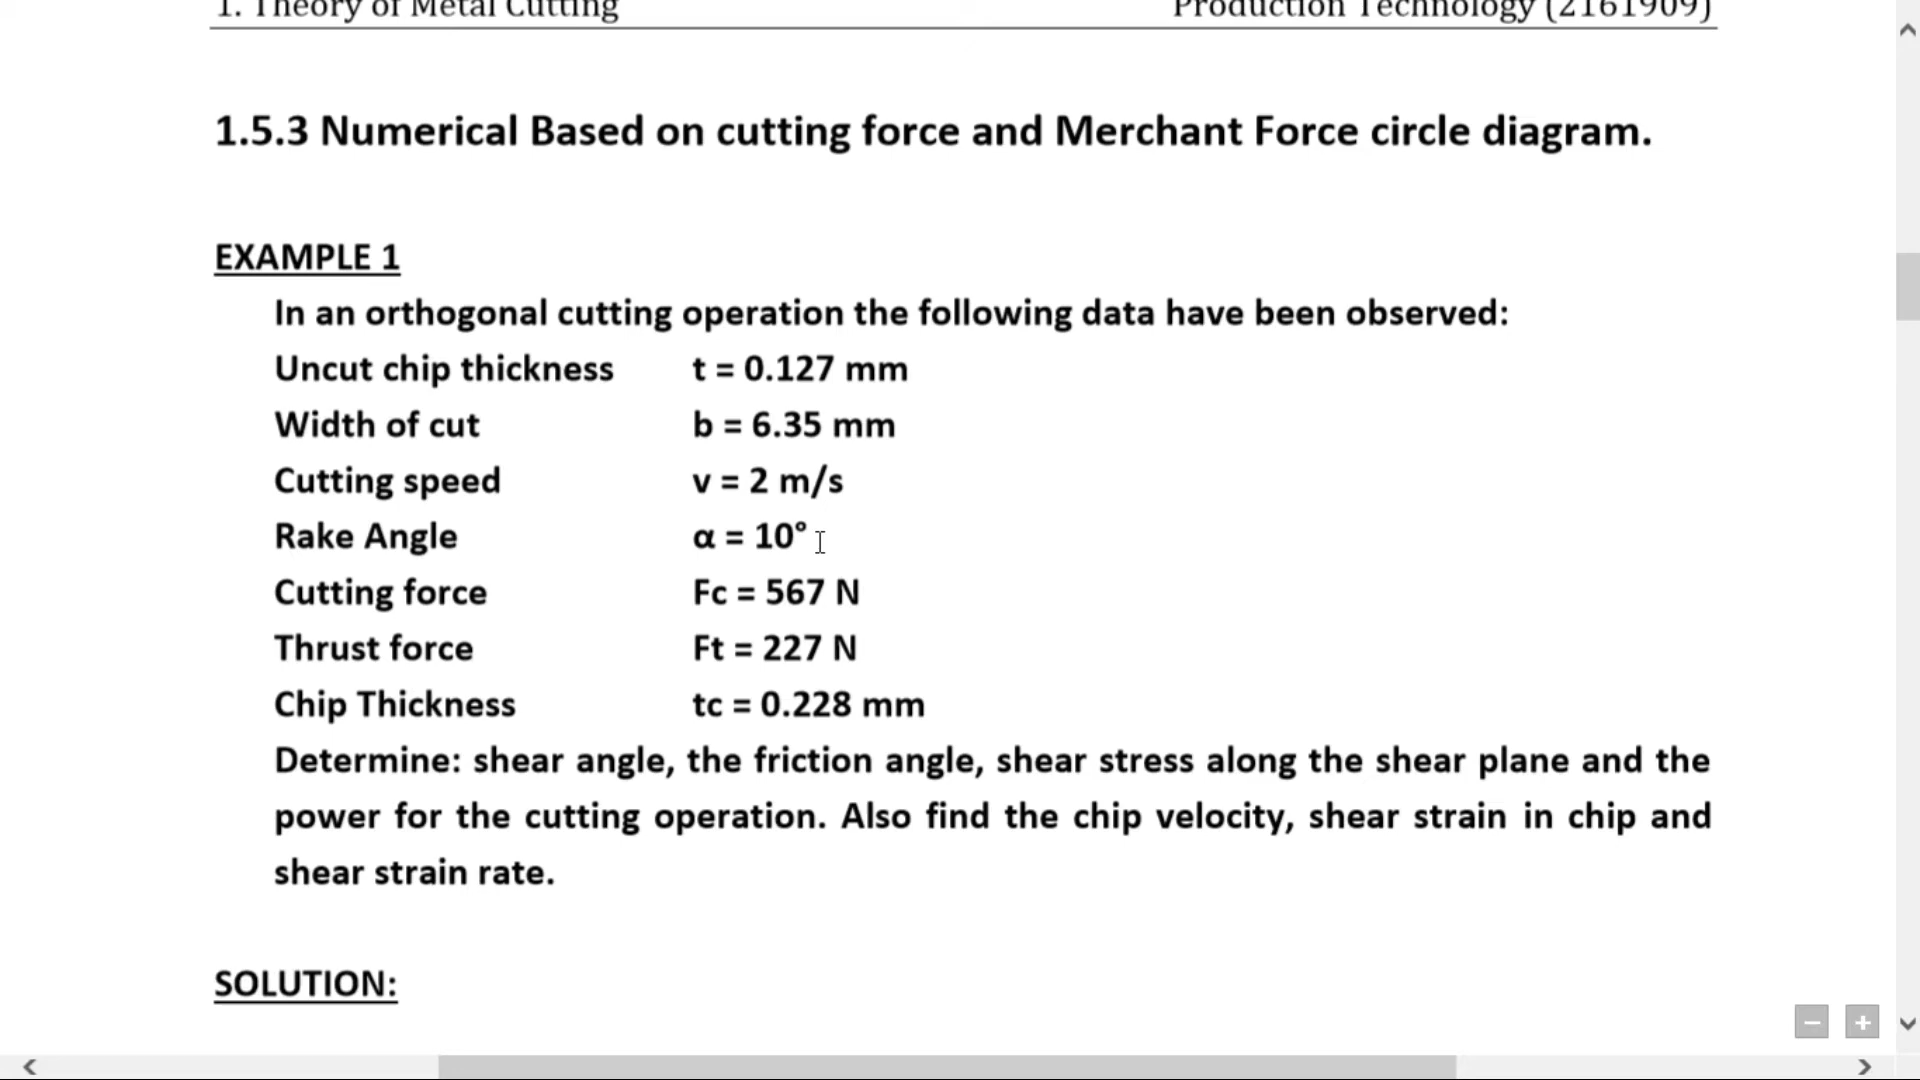 1. Theory of Metal Cutting Production Technology (2161909)
1.5.3 Numerical Based on cutting force and Merchant Force circle diagram.
EXAMPLE 1
In an orthogonal cutting operation the following data have been observed:
Uncut chip thickness t = 0.127 mm
Width of cut b = 6.35 mm
Cutting speed v = 2 m/s
Rake Angle α = 10°
Cutting force Fc = 567 N
Thrust force Ft = 227 N
Chip Thickness tc = 0.228 mm
Determine: shear angle, the friction angle, shear stress along the shear plane and the
power for the cutting operation. Also find the chip velocity, shear strain in chip and
shear strain rate.
SOLUTION: